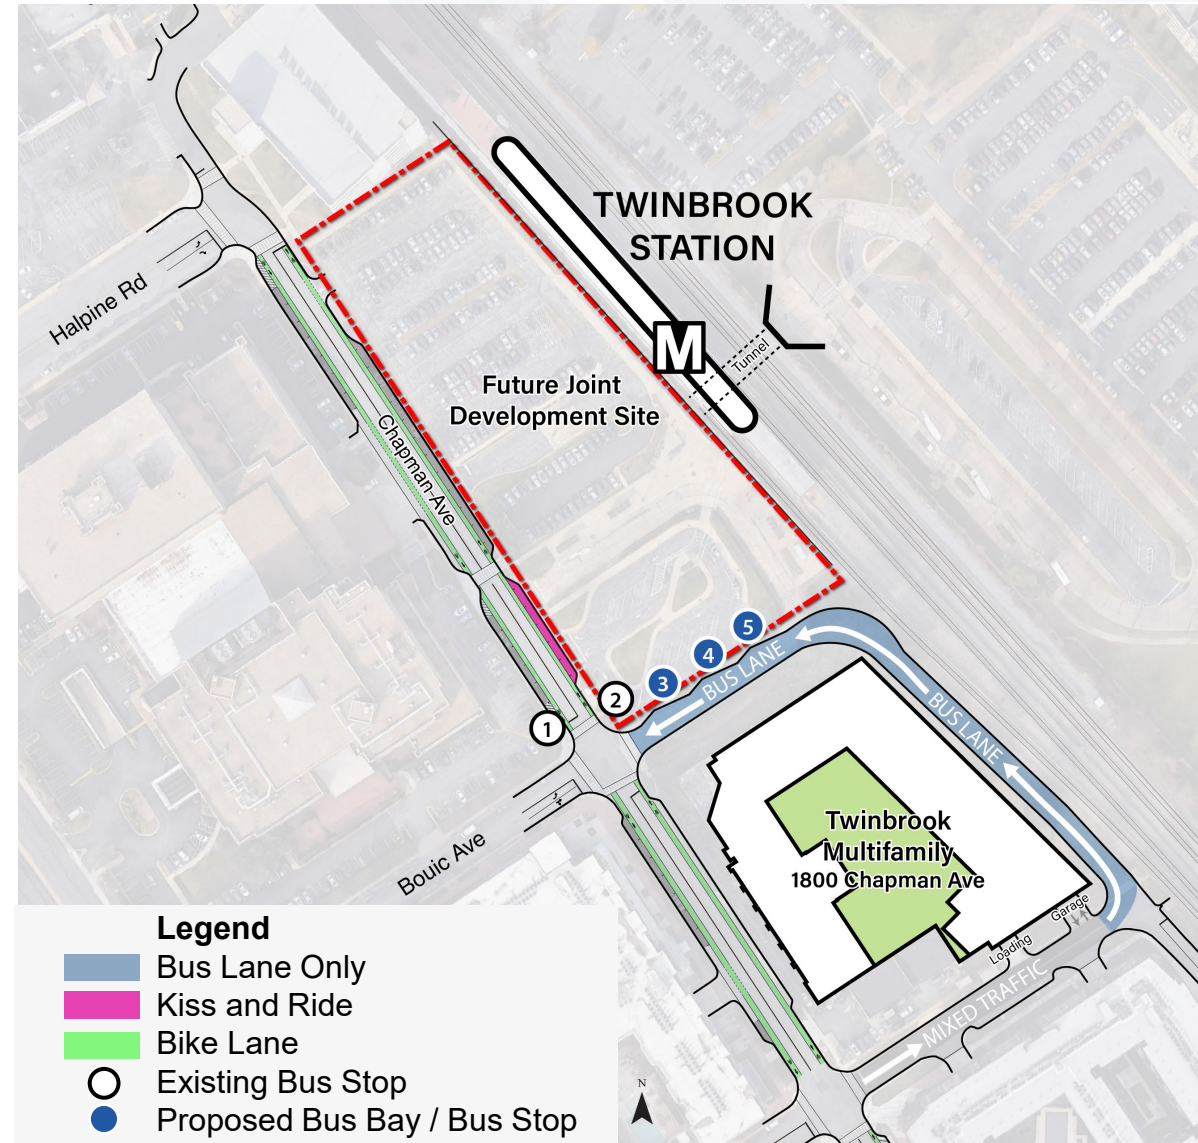 TWINBROOK
STATION
M
Tunnel
Halpine Rd
Future Joint
Development Site
Chapman Ave
5
4
3
2
1
BUS LANE
BUS LANE
Bouic Ave
Twinbrook
Multifamily
1800 Chapman Ave
Garage
Loading
MIXED TRAFFIC
Legend
Bus Lane Only
Kiss and Ride
Bike Lane
Existing Bus Stop
Proposed Bus Bay / Bus Stop
N